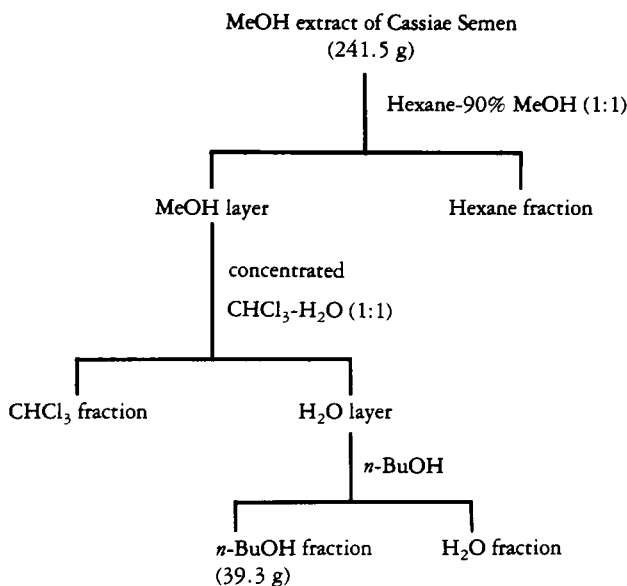 MeOH extract of Cassiae Semen
(241.5 g)
Hexane-90% MeOH (1:1)
MeOH layer
Hexane fraction
concentrated
CHCl₃-H₂O (1:1)
CHCl₃ fraction
H₂O layer
n-BuOH
n-BuOH fraction
(39.3 g)
H₂O fraction